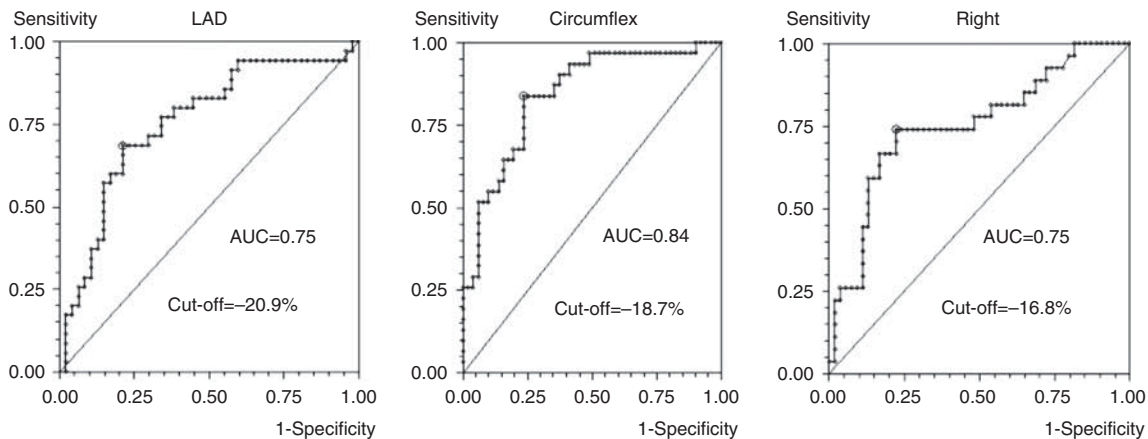 Sensitivity LAD
1.00
0.75
0.50
0.25
0.00
AUC=0.75
Cut-off=–20.9%
0.00 0.25 0.50 0.75 1.00
1-Specificity
Sensitivity Circumflex
1.00
0.75
0.50
0.25
0.00
AUC=0.84
Cut-off=–18.7%
0.00 0.25 0.50 0.75 1.00
1-Specificity
Sensitivity Right
1.00
0.75
0.50
0.25
0.00
AUC=0.75
Cut-off=–16.8%
0.00 0.25 0.50 0.75 1.00
1-Specificity